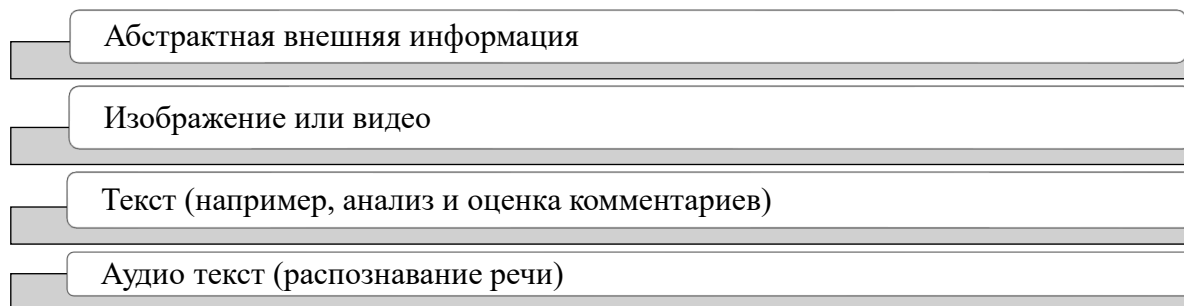 Абстрактная внешняя информация
Изображение или видео
Текст (например, анализ и оценка комментариев)
Аудио текст (распознавание речи)